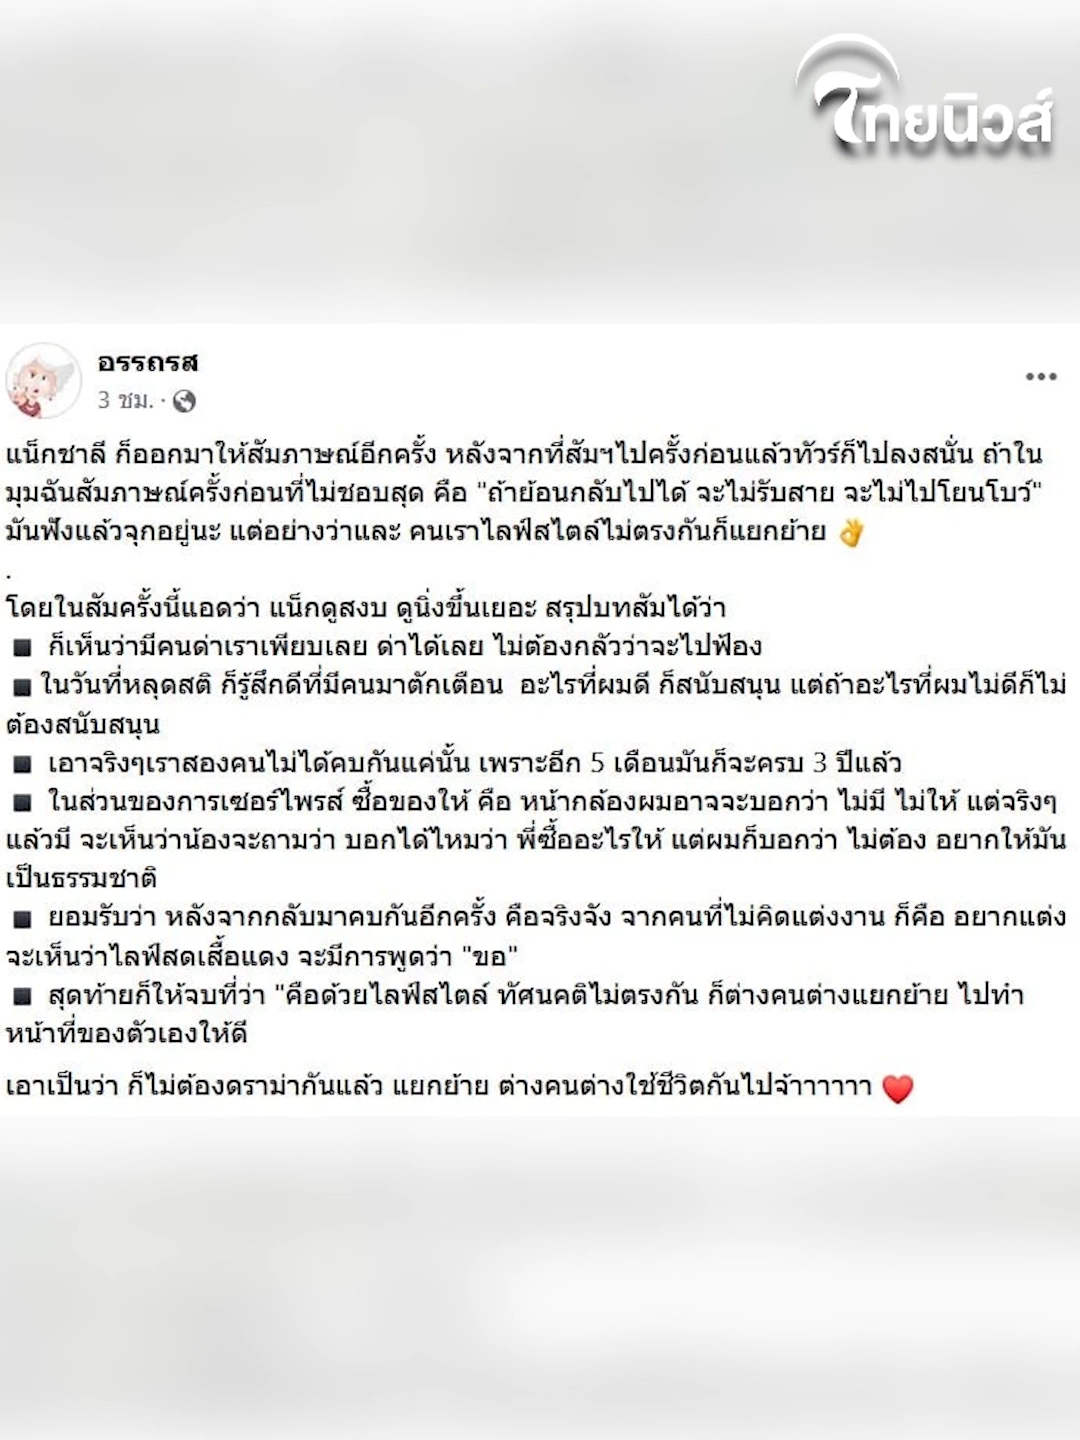 ไทยนิวส์
อรรถรส
3 ชม. ·
แน็กชาลี ก็ออกมาให้สัมภาษณ์อีกครั้ง หลังจากที่สัมฯไปครั้งก่อนแล้วทัวร์ก็ไปลงสนั่น ถ้าใน
มุมฉันสัมภาษณ์ครั้งก่อนที่ไม่ชอบสุด คือ "ถ้าย้อนกลับไปได้ จะไม่รับสาย จะไม่ไปโยนโบว์"
มันฟังแล้วจุกอยู่นะ แต่อย่างว่าและ คนเราไลฟ์สไตล์ไม่ตรงกันก็แยกย้าย 👌
.
โดยในสัมครั้งนี้แอดว่า แน็กดูสงบ ดูนิ่งขึ้นเยอะ สรุปบทสัมได้ว่า
◾ ก็เห็นว่ามีคนด่าเราเพียบเลย ด่าได้เลย ไม่ต้องกลัวว่าจะไปฟ้อง
◾ในวันที่หลุดสติ ก็รู้สึกดีที่มีคนมาตักเตือน อะไรที่ผมดี ก็สนับสนุน แต่ถ้าอะไรที่ผมไม่ดีก็ไม่
ต้องสนับสนุน
◾ เอาจริงๆเราสองคนไม่ได้คบกันแค่นั้น เพราะอีก 5 เดือนมันก็จะครบ 3 ปีแล้ว
◾ ในส่วนของการเซอร์ไพรส์ ซื้อของให้ คือ หน้ากล้องผมอาจจะบอกว่า ไม่มี ไม่ให้ แต่จริงๆ
แล้วมี จะเห็นว่าน้องจะถามว่า บอกได้ไหมว่า พี่ซื้ออะไรให้ แต่ผมก็บอกว่า ไม่ต้อง อยากให้มัน
เป็นธรรมชาติ
◾ ยอมรับว่า หลังจากกลับมาคบกันอีกครั้ง คือจริงจัง จากคนที่ไม่คิดแต่งงาน ก็คือ อยากแต่ง
จะเห็นว่าไลฟ์สดเสื้อแดง จะมีการพูดว่า "ขอ"
◾ สุดท้ายก็ให้จบที่ว่า "คือด้วยไลฟ์สไตล์ ทัศนคติไม่ตรงกัน ก็ต่างคนต่างแยกย้าย ไปทำ
หน้าที่ของตัวเองให้ดี
เอาเป็นว่า ก็ไม่ต้องดราม่ากันแล้ว แยกย้าย ต่างคนต่างใช้ชีวิตกันไปจ้าาาาาา ❤️